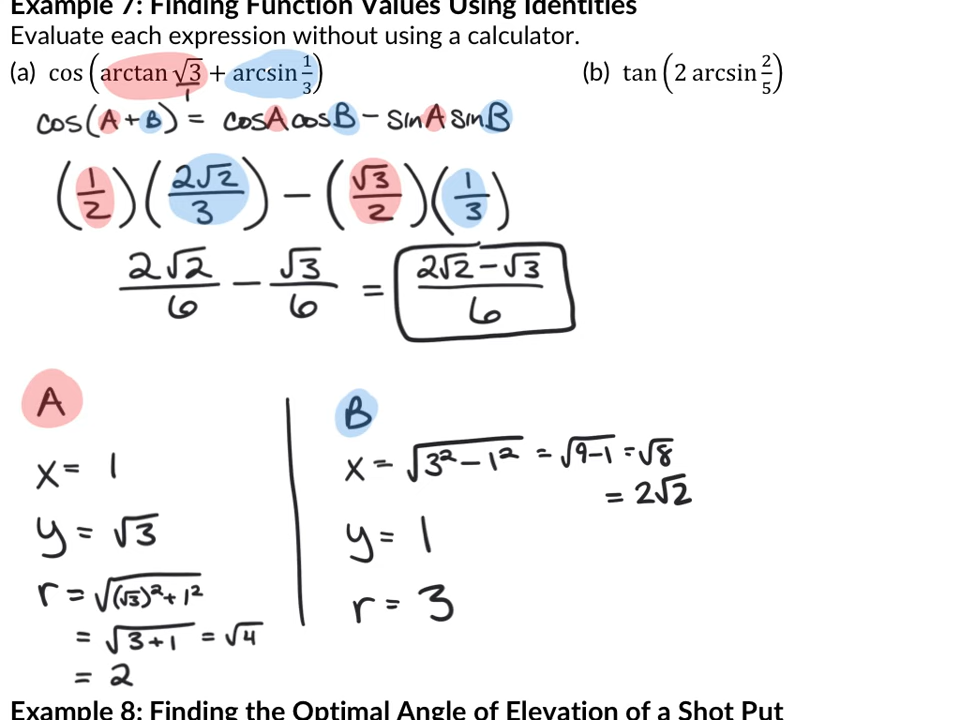 Example 7: Finding Function Values Using Identities
Evaluate each expression without using a calculator.
(a) cos (arctan √3/1 + arcsin 1/3)
(b) tan (2 arcsin 2/5)
cos(A+B) = cosA cosB - sinA sinB
(1/2)(2√2/3) - (√3/2)(1/3)
2√2/6 - √3/6 = 2√2-√3/6
A
x= 1
y= √3
r= √(√3)²+1²
= √3+1 = √4
= 2
B
x= √3²-1² = √9-1 = √8
= 2√2
y= 1
r= 3
Example 8: Finding the Optimal Angle of Elevation of a Shot Put